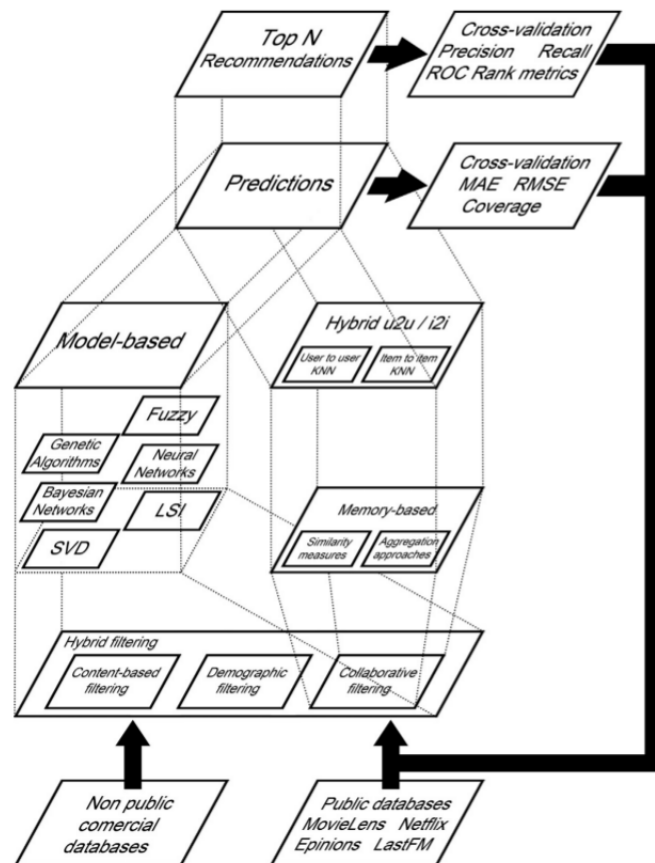 Top N
Recommendations
Cross-validation
Precision Recall
ROC Rank metrics
Predictions
Cross-validation
MAE RMSE
Coverage
Model-based
Hybrid u2u / i2i
User to user
KNN
Item to item
KNN
Fuzzy
Genetic
Algorithms
Neural
Networks
Bayesian
Networks
LSI
SVD
Memory-based
Similarity
measures
Aggregation
approaches
Hybrid filtering
Content-based
filtering
Demographic
filtering
Collaborative
filtering
Non public
comercial
databases
Public databases
MovieLens Netflix
Epinions LastFM